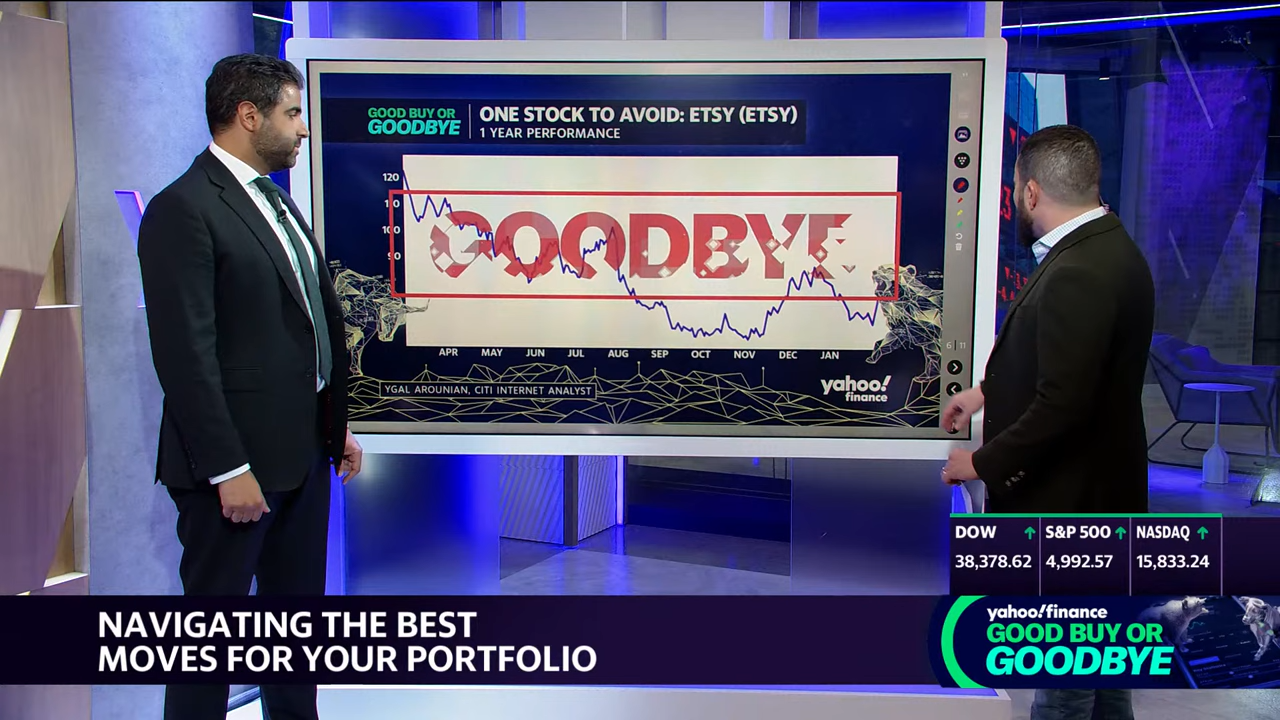 GOOD BUY OR
GOODBYE
ONE STOCK TO AVOID: ETSY (ETSY)
1 YEAR PERFORMANCE
120
110
100
90
GOODBYE
APR MAY JUN JUL AUG SEP OCT NOV DEC JAN
6 | 11
YGAL AROUNIAN, CITI INTERNET ANALYST
yahoo!
finance
DOW ↑ S&P 500 ↑ NASDAQ ↑
38,378.62 4,992.57 15,833.24
NAVIGATING THE BEST
MOVES FOR YOUR PORTFOLIO
yahoo!finance
GOOD BUY OR
GOODBYE